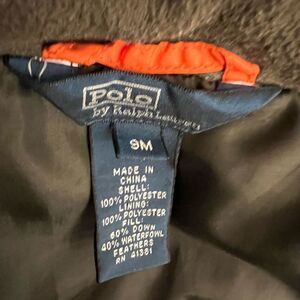 Polo
by Ralph Lauren
9M
MADE IN
CHINA
SHELL:
100% POLYESTER
LINING:
100% POLYESTER
FILL:
60% DOWN
40% WATERFOWL
FEATHERS
RN 41381